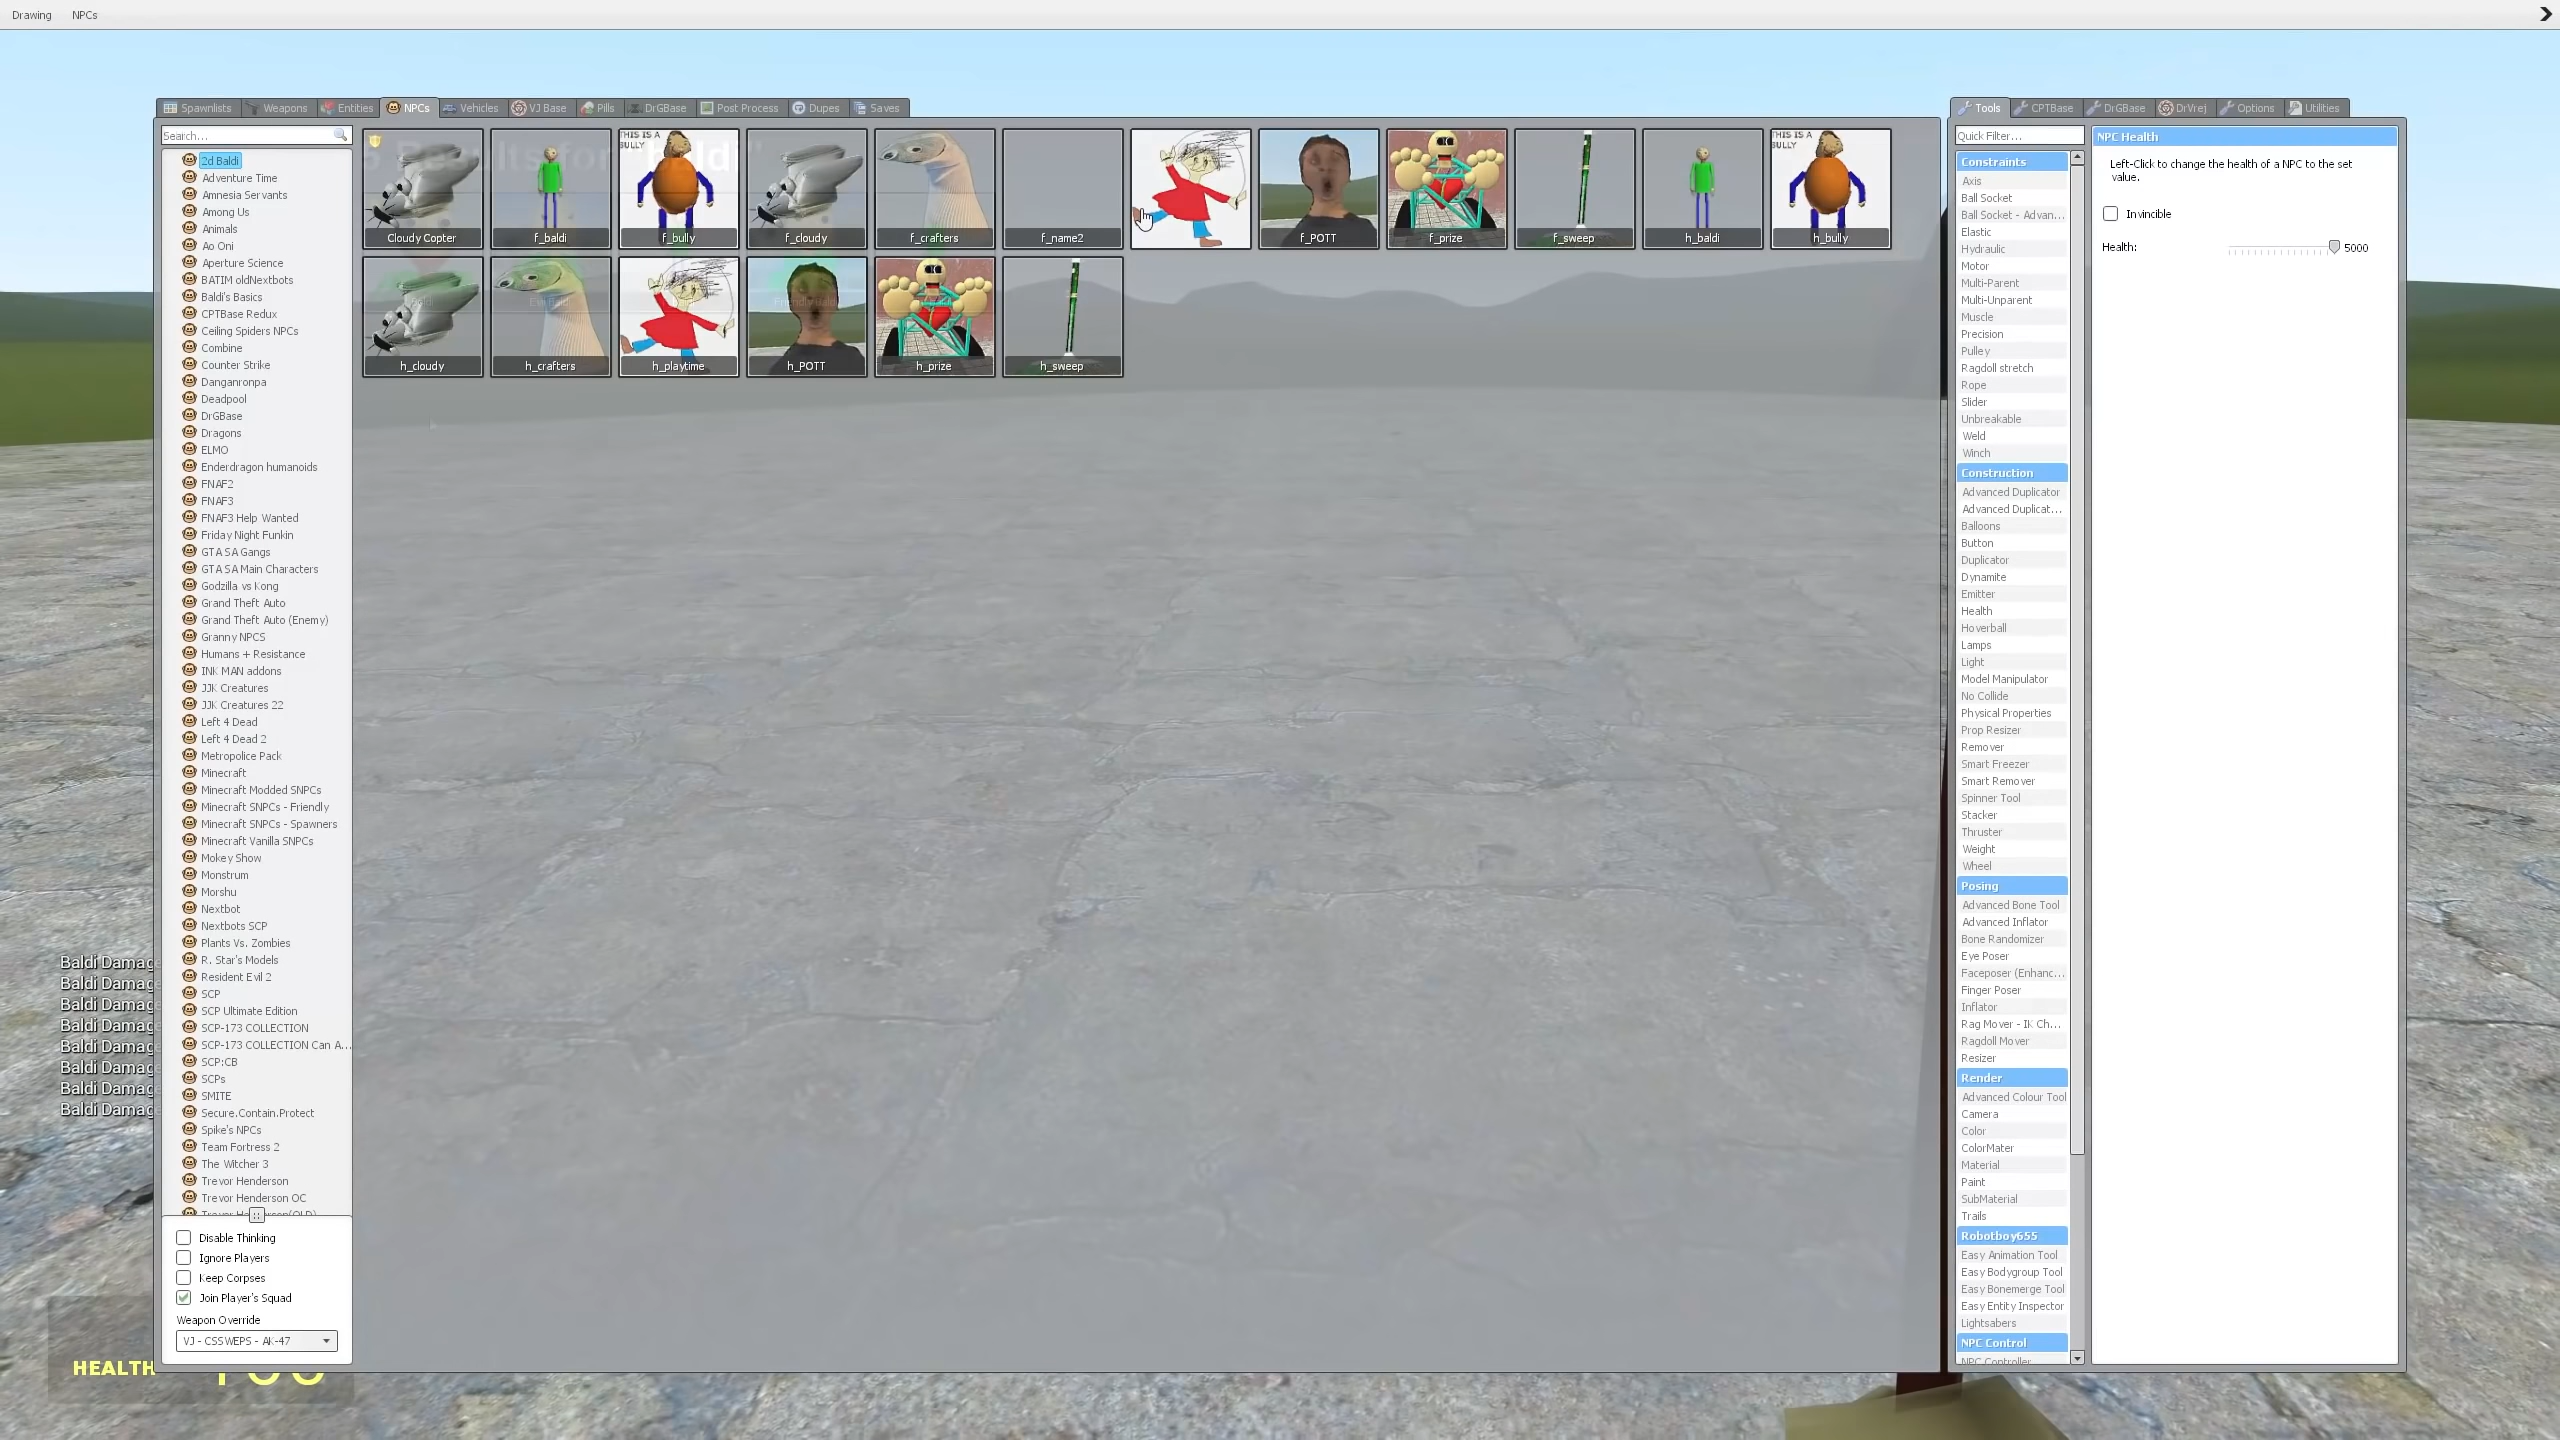 Drawing NPCs
Spawnlists Weapons Entities NPCs Vehicles VJ Base Pills DrGBase Post Process Dupes Saves
Search...
2d Baldi
Adventure Time
Amnesia Servants
Among Us
Animals
Ao Oni
Aperture Science
BATIM oldNextbots
Baldi's Basics
CPTBase Redux
Ceiling Spiders NPCs
Combine
Counter Strike
Danganronpa
Deadpool
DrGBase
Dragons
ELMO
Enderdragon humanoids
FNAF2
FNAF3
FNAF3 Help Wanted
Friday Night Funkin
GTA SA Gangs
GTA SA Main Characters
Godzilla vs Kong
Grand Theft Auto
Grand Theft Auto (Enemy)
Granny NPCS
Humans + Resistance
INK MAN addons
JJK Creatures
JJK Creatures 22
Left 4 Dead
Left 4 Dead 2
Metropolice Pack
Minecraft
Minecraft Modded SNPCs
Minecraft SNPCs - Friendly
Minecraft SNPCs - Spawners
Minecraft Vanilla SNPCs
Mokey Show
Monstrum
Morshu
Nextbot
Nextbots SCP
Plants Vs. Zombies
R. Star's Models
Resident Evil 2
SCP
SCP Ultimate Edition
SCP-173 COLLECTION
SCP-173 COLLECTION Can A...
SCP:CB
SCPs
SMITE
Secure.Contain.Protect
Spike's NPCs
Team Fortress 2
The Witcher 3
Trevor Henderson
Trevor Henderson OC
Disable Thinking
Ignore Players
Keep Corpses
Join Player's Squad
Weapon Override
VJ - CSSWEPS - AK-47
Results for "Baldi"
THIS IS A
BULLY
THIS IS A
BULLY
Cloudy Copter f_baldi f_bully f_cloudy f_crafters f_name2 f_POTT f_prize f_sweep h_baldi h_bully
h_cloudy h_crafters h_playtime h_POTT h_prize h_sweep
Baldi Damage
Baldi Damage
Baldi Damage
Baldi Damage
Baldi Damage
Baldi Damage
Baldi Damage
Baldi Damage
HEALTH 100
Tools CPTBase DrGBase DrVrej Options Utilities
Quick Filter...
Constraints
Axis
Ball Socket
Ball Socket - Advan...
Elastic
Hydraulic
Motor
Multi-Parent
Multi-Unparent
Muscle
Precision
Pulley
Ragdoll stretch
Rope
Slider
Unbreakable
Weld
Winch
Construction
Advanced Duplicator
Advanced Duplicat...
Balloons
Button
Duplicator
Dynamite
Emitter
Health
Hoverball
Lamps
Light
Model Manipulator
No Collide
Physical Properties
Prop Resizer
Remover
Smart Freezer
Smart Remover
Spinner Tool
Stacker
Thruster
Weight
Wheel
Posing
Advanced Bone Tool
Advanced Inflator
Bone Randomizer
Eye Poser
Faceposer (Enhanc...
Finger Poser
Inflator
Rag Mover - IK Ch...
Ragdoll Mover
Resizer
Render
Advanced Colour Tool
Camera
Color
ColorMater
Material
Paint
SubMaterial
Trails
Robotboy655
Easy Animation Tool
Easy Bodygroup Tool
Easy Bonemerge Tool
Easy Entity Inspector
Lightsabers
NPC Control
NPC Controller
NPC Health
Left-Click to change the health of a NPC to the set
value.
Invincible
Health: 5000